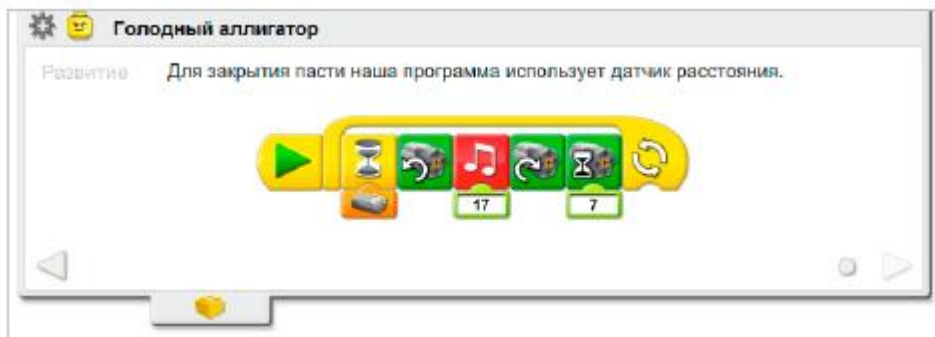 Голодный аллигатор
Развитие
Для закрытия пасти наша программа использует датчик расстояния.
17
7